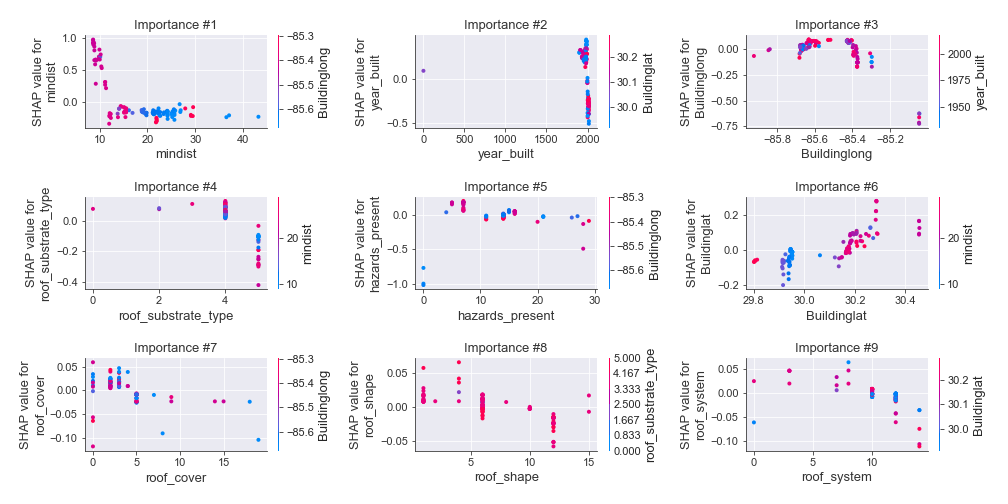 Importance #1
SHAP value for
mindist
1.0
0.5
0.0
10
20
30
40
mindist
−85.3
−85.4
−85.5
−85.6
Buildinglong
Importance #2
SHAP value for
year_built
0.0
−0.5
0
500
1000
1500
2000
year_built
30.2
30.1
30.0
Buildinglat
Importance #3
SHAP value for
Buildinglong
0.00
−0.25
−0.50
−0.75
−85.8
−85.6
−85.4
−85.2
Buildinglong
2000
1975
1950
year_built
Importance #4
SHAP value for
roof_substrate_type
0.0
−0.2
−0.4
0
2
4
roof_substrate_type
20
10
mindist
Importance #5
SHAP value for
hazards_present
0.0
−0.5
−1.0
0
10
20
30
hazards_present
−85.3
−85.4
−85.5
−85.6
Buildinglong
Importance #6
SHAP value for
Buildinglat
0.2
0.0
−0.2
29.8
30.0
30.2
30.4
Buildinglat
20
10
mindist
Importance #7
SHAP value for
roof_cover
0.05
0.00
−0.05
−0.10
0
5
10
15
roof_cover
−85.3
−85.4
−85.5
−85.6
Buildinglong
Importance #8
SHAP value for
roof_shape
0.05
0.00
−0.05
5
10
15
roof_shape
5.000
4.167
3.333
2.500
1.667
0.833
0.000
roof_substrate_type
Importance #9
SHAP value for
roof_system
0.05
0.00
−0.05
−0.10
0
5
10
roof_system
30.2
30.1
30.0
Buildinglat